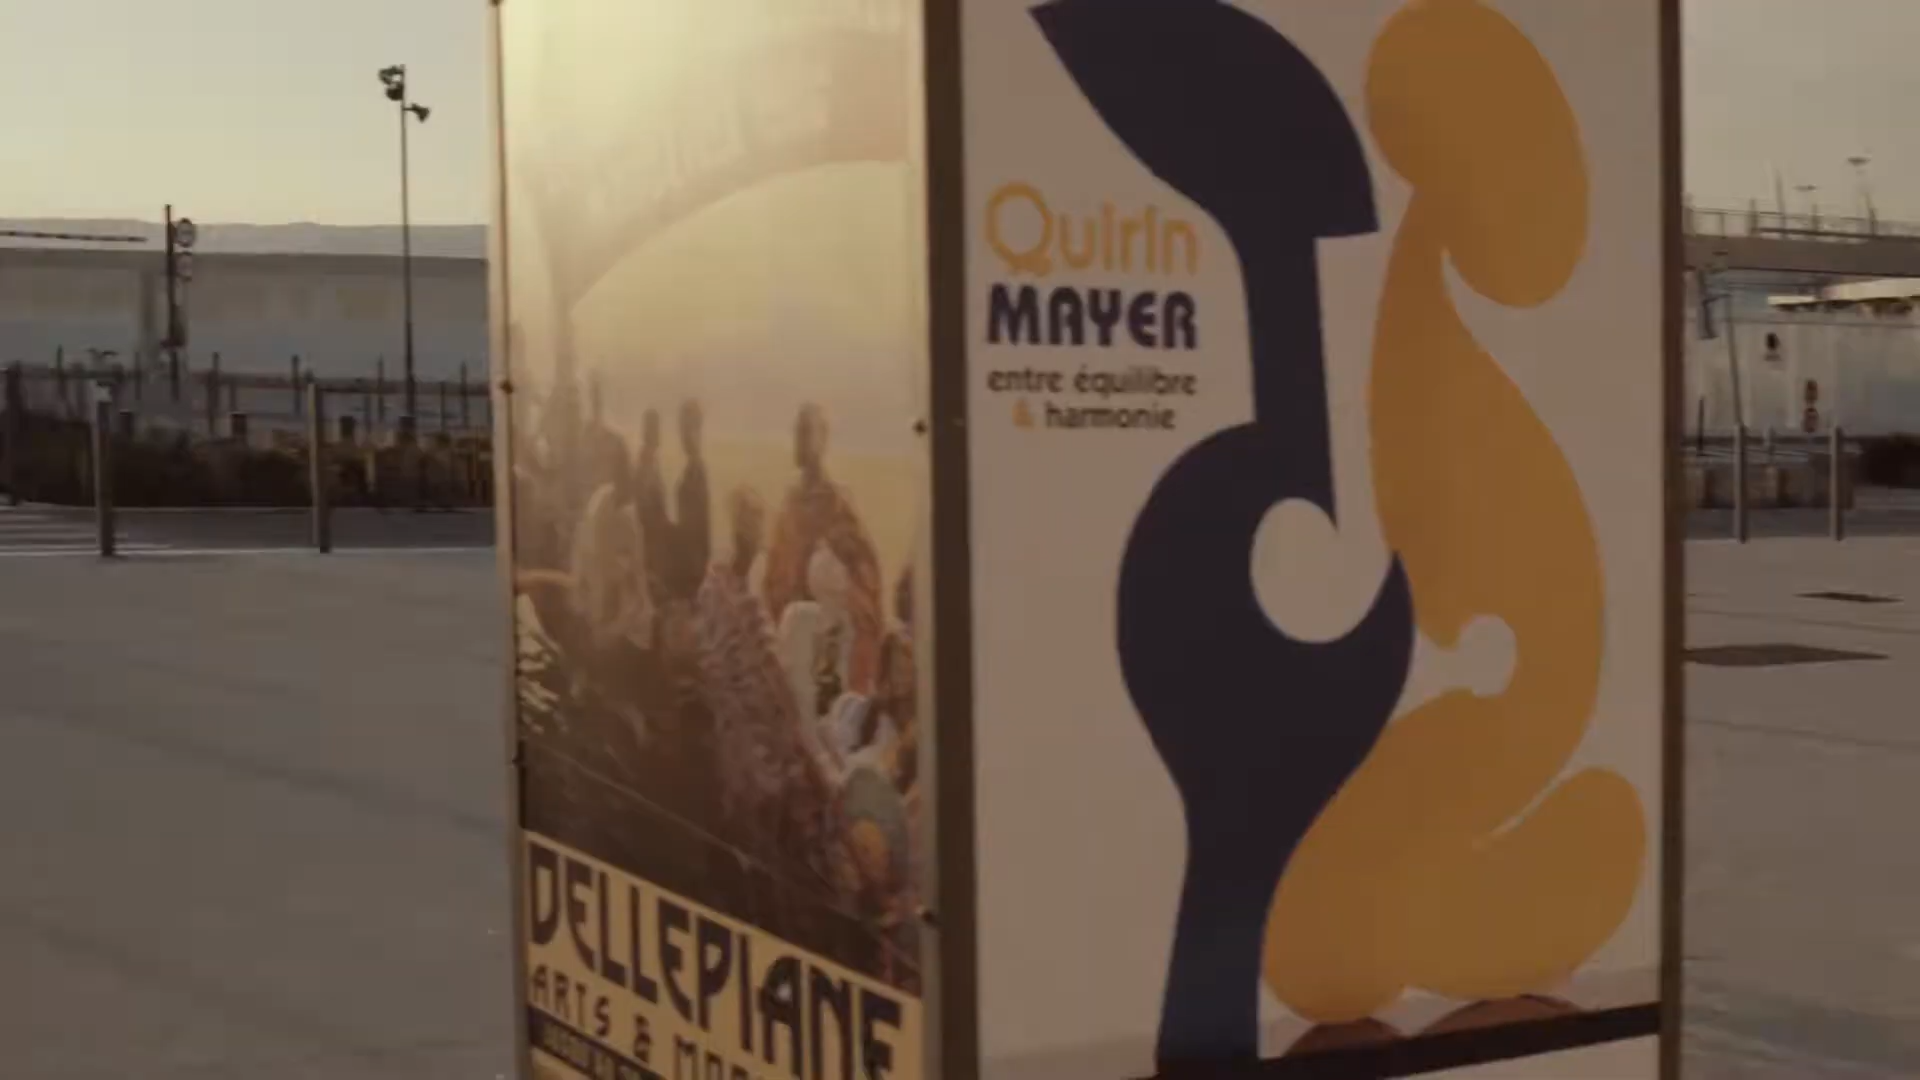 Quirin
MAYER
entre équilibre
& harmonie
DELLEPIANE
ARTS &